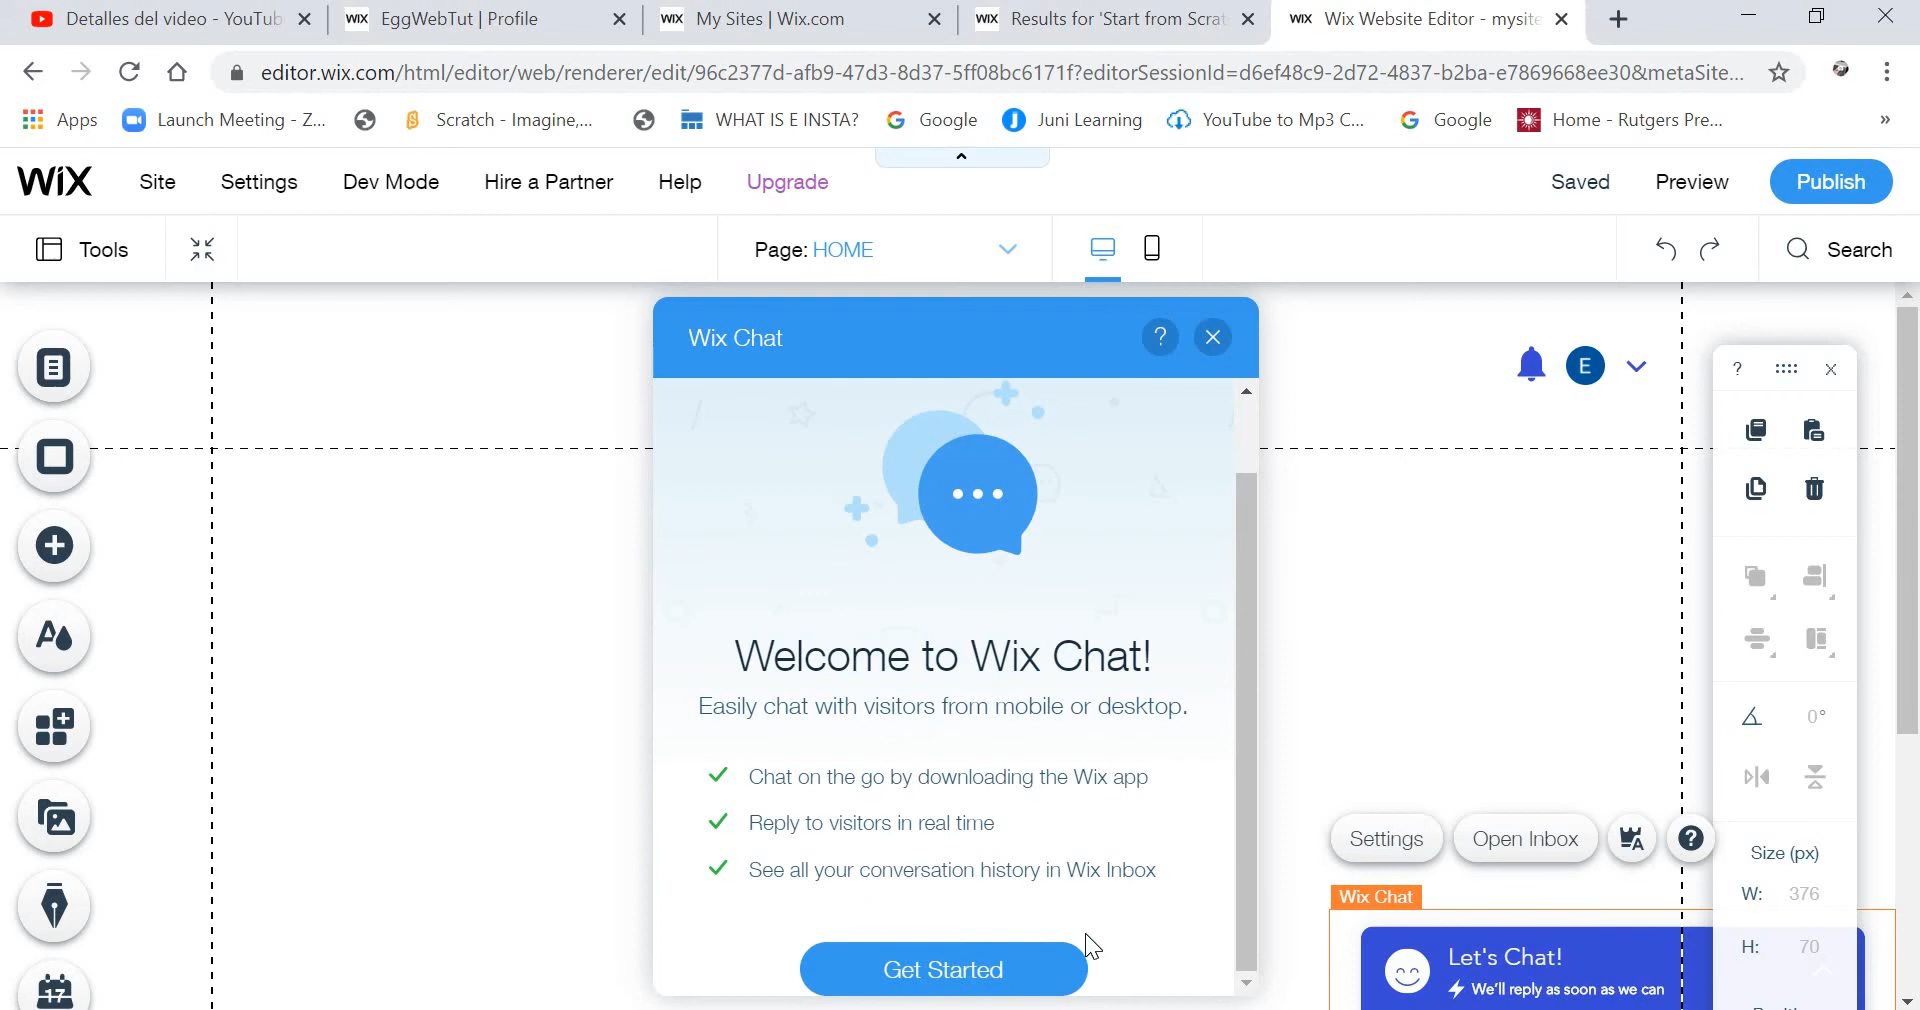 Detalles del video - YouTub
WiX EggWebTut | Profile
WiX My Sites | Wix.com
WiX Results for 'Start from Scrat
WiX Wix Website Editor - mysite
editor.wix.com/html/editor/web/renderer/edit/96c2377d-afb9-47d3-8d37-5ff08bc6171f?editorSessionId=d6ef48c9-2d72-4837-b2ba-e7869668ee30&metaSite...
Apps
Launch Meeting - Z...
Scratch - Imagine,...
WHAT IS E INSTA?
Google
Juni Learning
YouTube to Mp3 C...
Google
Home - Rutgers Pre...
»
WiX Site Settings Dev Mode Hire a Partner Help Upgrade Saved Preview Publish
Tools Page: HOME Search
Wix Chat ?
E
?
Welcome to Wix Chat!
Easily chat with visitors from mobile or desktop.
Chat on the go by downloading the Wix app
Reply to visitors in real time
See all your conversation history in Wix Inbox
Get Started
0°
Settings Open Inbox A ?
Size (px)
W: 376
H: 70
Wix Chat
Let's Chat!
We'll reply as soon as we can
A
17